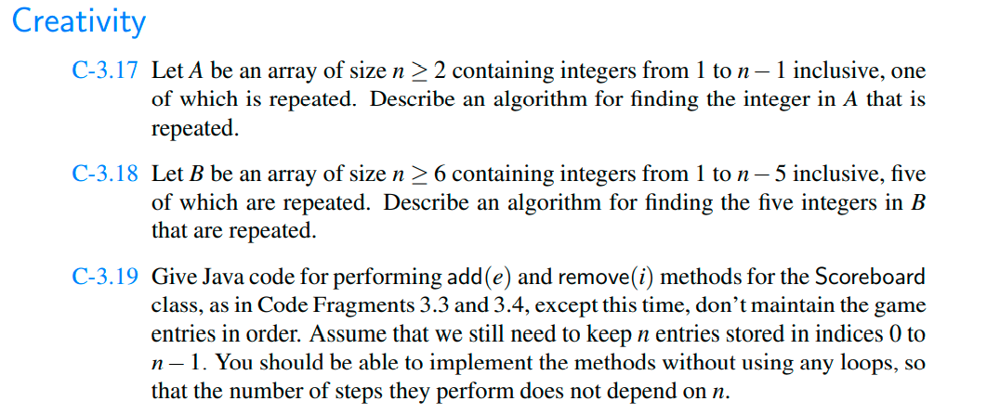 Creativity
C-3.17 Let A be an array of size n ≥ 2 containing integers from 1 to n − 1 inclusive, one
of which is repeated. Describe an algorithm for finding the integer in A that is
repeated.
C-3.18 Let B be an array of size n ≥ 6 containing integers from 1 to n − 5 inclusive, five
of which are repeated. Describe an algorithm for finding the five integers in B
that are repeated.
C-3.19 Give Java code for performing add(e) and remove(i) methods for the Scoreboard
class, as in Code Fragments 3.3 and 3.4, except this time, don’t maintain the game
entries in order. Assume that we still need to keep n entries stored in indices 0 to
n − 1. You should be able to implement the methods without using any loops, so
that the number of steps they perform does not depend on n.